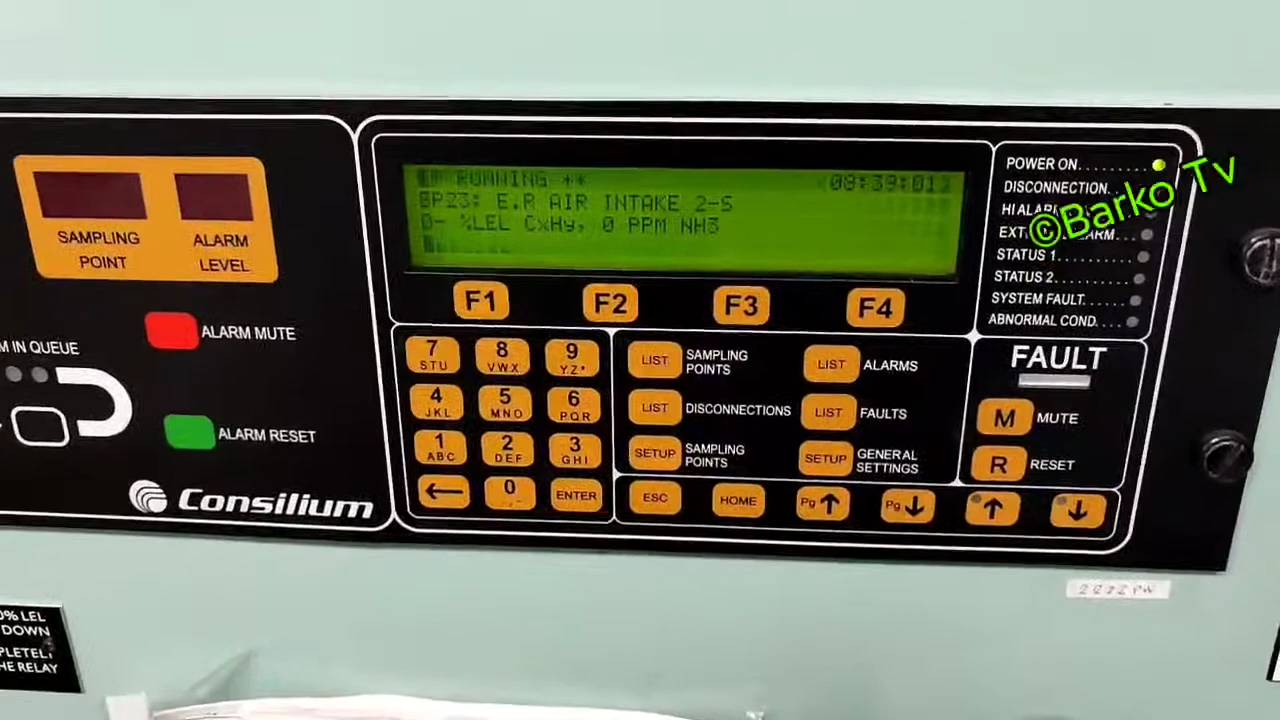 ©Barko Tv
RUNNING **
09:39:01
SP23: E.R AIR INTAKE 2-S
0- %LEL CxHy, 0 PPM NH3
SAMPLING
POINT
ALARM
LEVEL
ALARM MUTE
M IN QUEUE
ALARM RESET
Consilium
F1
F2
F3
F4
7
STU
8
VWX
9
YZ*
4
JKL
5
MNO
6
PQR
1
ABC
2
DEF
3
GHI
←
0
ENTER
LIST
SAMPLING
POINTS
LIST
ALARMS
LIST
DISCONNECTIONS
LIST
FAULTS
SETUP
SAMPLING
POINTS
SETUP
GENERAL
SETTINGS
ESC
HOME
Pg↑
Pg↓
↑
↓
POWER ON
DISCONNECTION
HI ALARM
ALARM
STATUS 1
STATUS 2
SYSTEM FAULT
ABNORMAL COND.
FAULT
M
MUTE
R
RESET
0% LEL
DOWN
PLETELY
HE RELAY